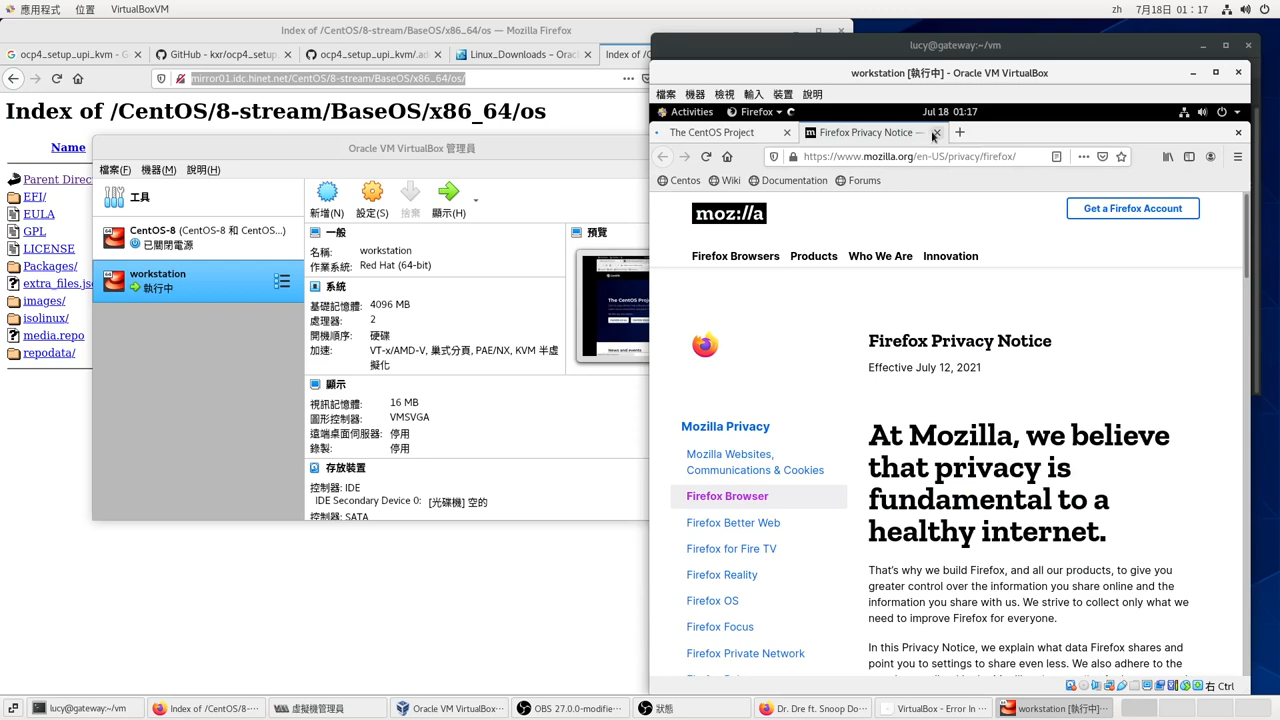 應用程式 位置 VirtualBoxVM zh 7月18日 01：17
Index of /CentOS/8-stream/BaseOS/x86_64/os — Mozilla Firefox
ocp4_setup_upi_kvm - G
GitHub - kxr/ocp4_setup.
ocp4_setup_upi_kvm/.ad
Linux_Downloads – Orac
Index of /
mirror01.idc.hinet.net/CentOS/8-stream/BaseOS/x86_64/os/
Index of /CentOS/8-stream/BaseOS/x86_64/os
Name
Parent Direc
EFI/
EULA
GPL
LICENSE
Packages/
extra_files.js
images/
isolinux/
media.repo
repodata/
Oracle VM VirtualBox 管理員
檔案(F) 機器(M) 說明(H)
工具
新增(N) 設定(S) 捨棄 顯示(H)
CentOS-8 (CentOS-8 和 CentOS...)
已關閉電源
workstation
執行中
一般
名稱: workstation
作業系統: Red Hat (64-bit)
系統
基礎記憶體: 4096 MB
處理器: 2
開機順序: 硬碟
加速: VT-x/AMD-V, 巢式分頁, PAE/NX, KVM 半虛
擬化
顯示
視訊記憶體: 16 MB
圖形控制器: VMSVGA
遠端桌面伺服器: 停用
錄製: 停用
存放裝置
控制器: IDE
IDE Secondary Device 0: [光碟機] 空的
控制器: SATA
預覽
The CentOS Proj
lucy@gateway:~/vm
workstation [執行中] - Oracle VM VirtualBox
檔案 機器 檢視 輸入 裝置 說明
Activities Firefox Jul 18 01:17
The CentOS Project
Firefox Privacy Notice —
https://www.mozilla.org/en-US/privacy/firefox/
Centos Wiki Documentation Forums
moz://a
Get a Firefox Account
Firefox Browsers Products Who We Are Innovation
Firefox Privacy Notice
Effective July 12, 2021
Mozilla Privacy
Mozilla Websites,
Communications & Cookies
Firefox Browser
Firefox Better Web
Firefox for Fire TV
Firefox Reality
Firefox OS
Firefox Focus
Firefox Private Network
At Mozilla, we believe
that privacy is
fundamental to a
healthy internet.
That’s why we build Firefox, and all our products, to give you
greater control over the information you share online and the
information you share with us. We strive to collect only what we
need to improve Firefox for everyone.
In this Privacy Notice, we explain what data Firefox shares and
point you to settings to share even less. We also adhere to the
右 Ctrl
lucy@gateway:~/vm
Index of /CentOS/8-...
虛擬機管理員
Oracle VM VirtualBox...
OBS 27.0.0-modifie...
狀態
Dr. Dre ft. Snoop Do...
VirtualBox - Error In ...
workstation [執行中]...